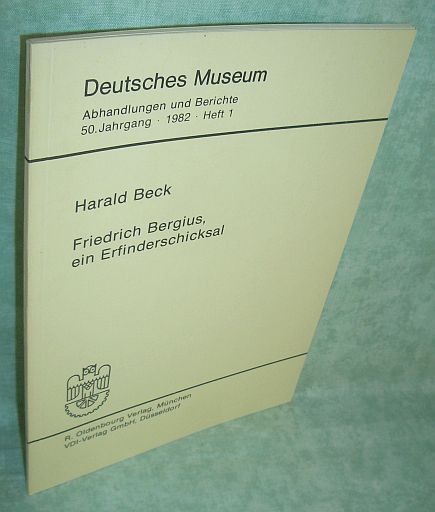 Deutsches Museum
Abhandlungen und Berichte
50. Jahrgang · 1982 · Heft 1
Harald Beck
Friedrich Bergius,
ein Erfinderschicksal
R. Oldenbourg Verlag, München
VDI-Verlag GmbH, Düsseldorf